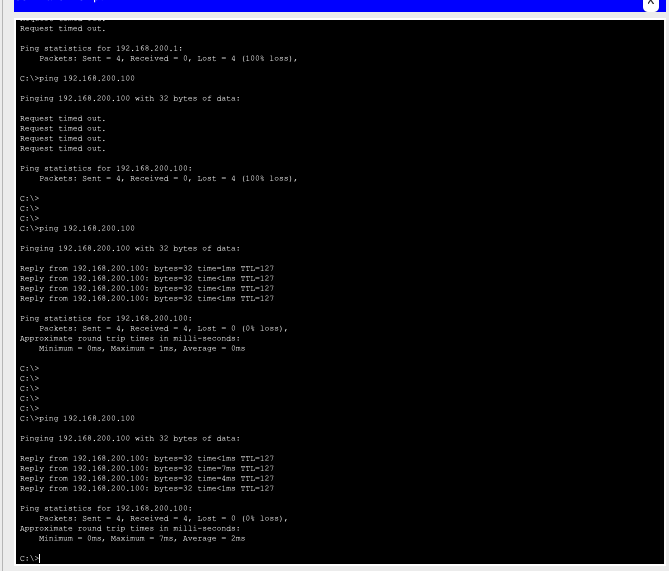 Request timed out.
Request timed out.
Ping statistics for 192.168.200.1:
Packets: Sent = 4, Received = 0, Lost = 4 (100% loss),
C:\>ping 192.168.200.100
Pinging 192.168.200.100 with 32 bytes of data:
Request timed out.
Request timed out.
Request timed out.
Request timed out.
Ping statistics for 192.168.200.100:
Packets: Sent = 4, Received = 0, Lost = 4 (100% loss),
C:\>
C:\>
C:\>
C:\>ping 192.168.200.100
Pinging 192.168.200.100 with 32 bytes of data:
Reply from 192.168.200.100: bytes=32 time=1ms TTL=127
Reply from 192.168.200.100: bytes=32 time<1ms TTL=127
Reply from 192.168.200.100: bytes=32 time<1ms TTL=127
Reply from 192.168.200.100: bytes=32 time<1ms TTL=127
Ping statistics for 192.168.200.100:
Packets: Sent = 4, Received = 4, Lost = 0 (0% loss),
Approximate round trip times in milli-seconds:
Minimum = 0ms, Maximum = 1ms, Average = 0ms
C:\>
C:\>
C:\>
C:\>
C:\>
C:\>ping 192.168.200.100
Pinging 192.168.200.100 with 32 bytes of data:
Reply from 192.168.200.100: bytes=32 time<1ms TTL=127
Reply from 192.168.200.100: bytes=32 time=7ms TTL=127
Reply from 192.168.200.100: bytes=32 time=4ms TTL=127
Reply from 192.168.200.100: bytes=32 time<1ms TTL=127
Ping statistics for 192.168.200.100:
Packets: Sent = 4, Received = 4, Lost = 0 (0% loss),
Approximate round trip times in milli-seconds:
Minimum = 0ms, Maximum = 7ms, Average = 2ms
C:\>